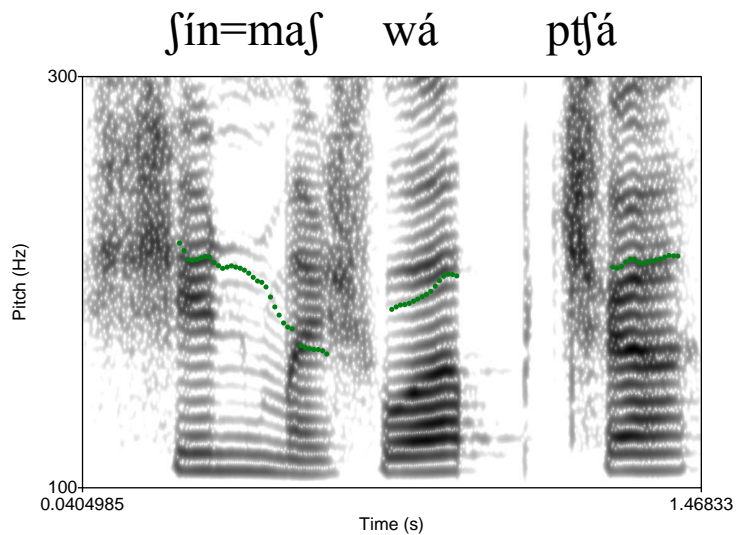 ʃín=maʃ wá ptʃá
300
Pitch (Hz)
100
0.0404985 1.46833
Time (s)